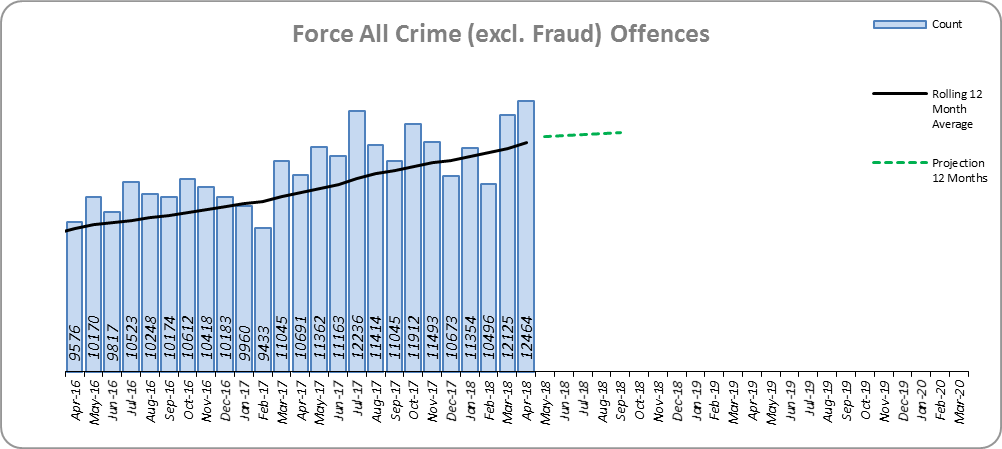 Force All Crime (excl. Fraud) Offences
Count
Rolling 12
Month
Average
Projection
12 Months
9576
10170
9817
10523
10248
10174
10612
10418
10183
9960
9433
11045
10691
11362
11163
12236
11414
11045
11912
11493
10673
11354
10496
12125
12464
Apr-16
May-16
Jun-16
Jul-16
Aug-16
Sep-16
Oct-16
Nov-16
Dec-16
Jan-17
Feb-17
Mar-17
Apr-17
May-17
Jun-17
Jul-17
Aug-17
Sep-17
Oct-17
Nov-17
Dec-17
Jan-18
Feb-18
Mar-18
Apr-18
May-18
Jun-18
Jul-18
Aug-18
Sep-18
Oct-18
Nov-18
Dec-18
Jan-19
Feb-19
Mar-19
Apr-19
May-19
Jun-19
Jul-19
Aug-19
Sep-19
Oct-19
Nov-19
Dec-19
Jan-20
Feb-20
Mar-20